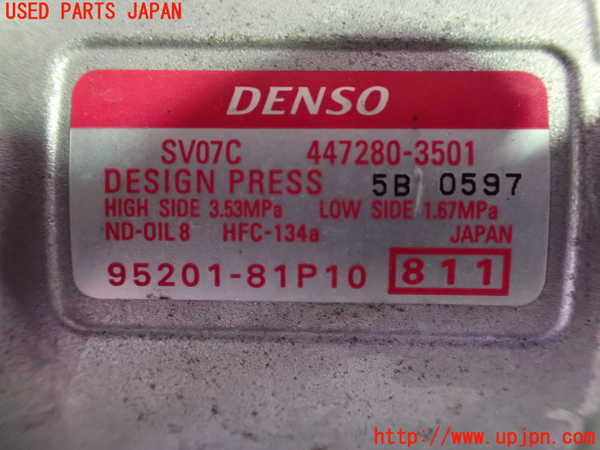 USED PARTS JAPAN
DENSO
SV07C 447280-3501
DESIGN PRESS 5B 0597
HIGH SIDE 3.53MPa LOW SIDE 1.67MPa
ND-OIL 8 HFC-134a JAPAN
95201-81P10 811
http://www.upjpn.com/